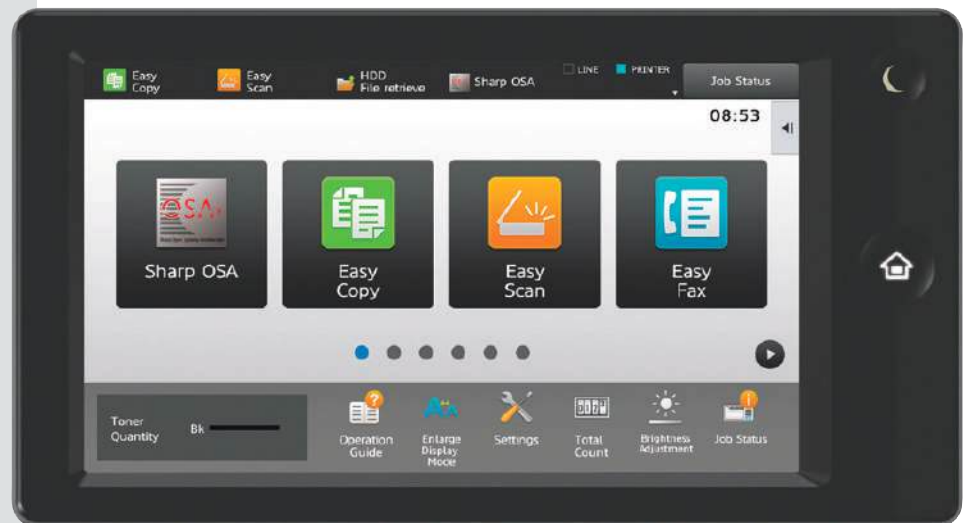 Easy
Copy
Easy
Scan
HDD
File retrieve
Sharp OSA
LINE
PRINTER
Job Status
08:53
OSA
Sharp OSA
Easy
Copy
Easy
Scan
Easy
Fax
Toner
Quantity
Bk
Operation
Guide
Enlarge
Display
Mode
Settings
Total
Count
Brightness
Adjustment
Job Status